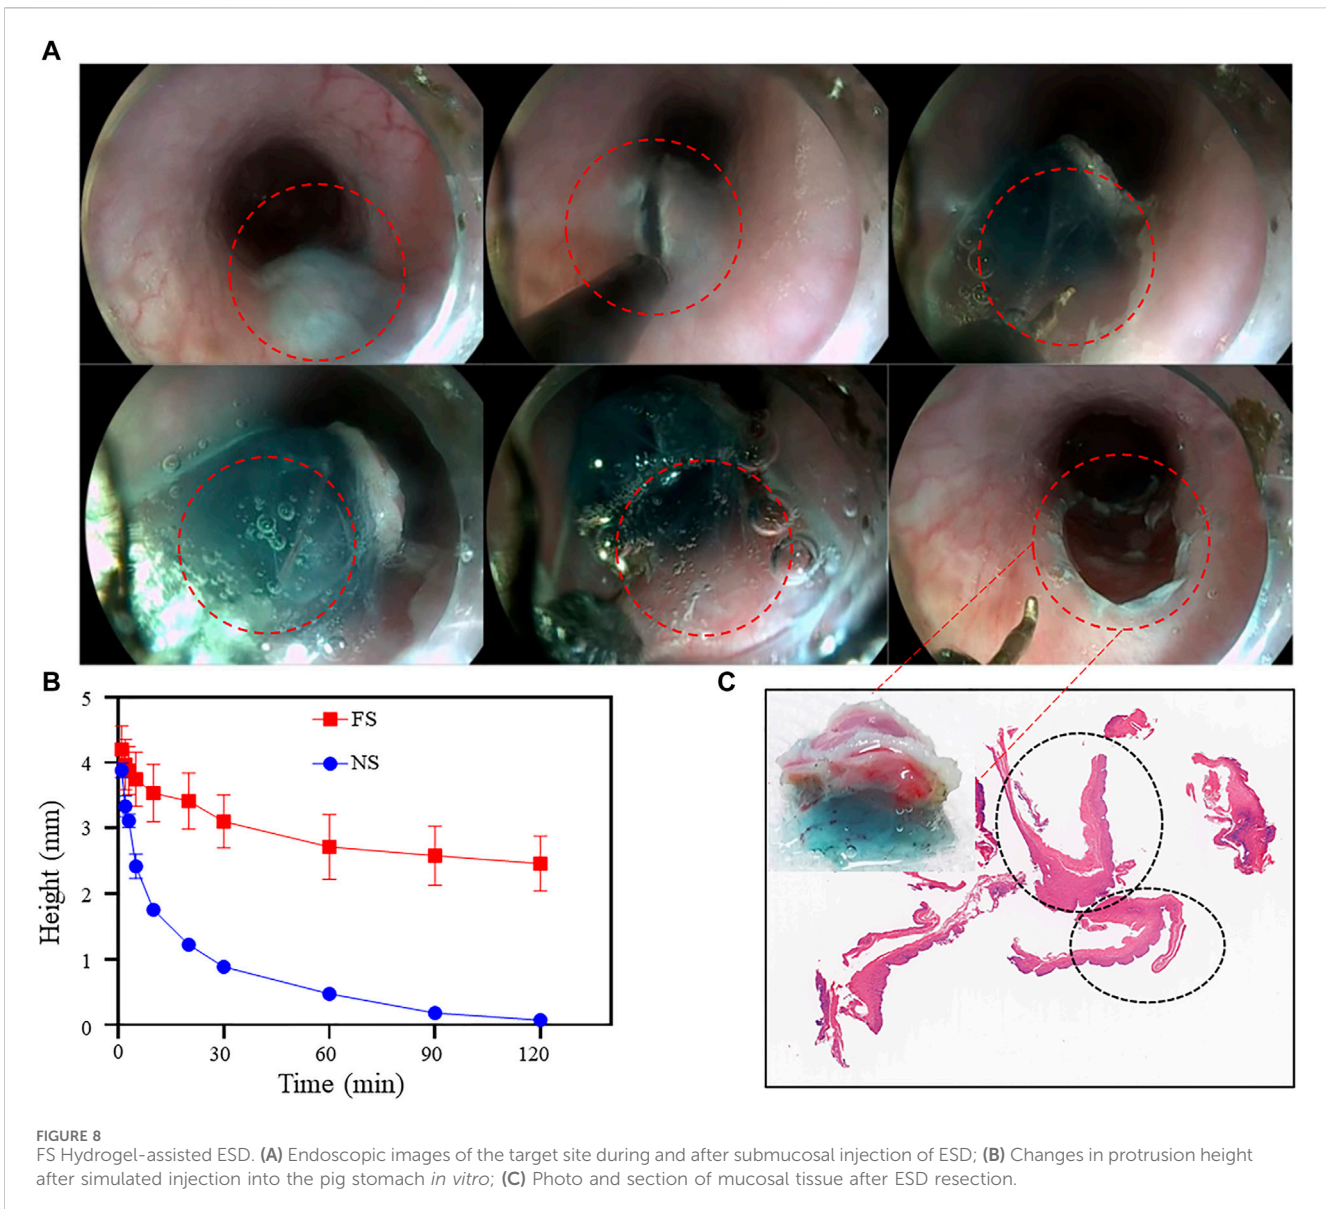 A
B
5
4
3
2
1
0
Height (mm)
FS
NS
0
30
60
90
120
Time (min)
C
FIGURE 8
FS Hydrogel-assisted ESD. (A) Endoscopic images of the target site during and after submucosal injection of ESD; (B) Changes in protrusion height
after simulated injection into the pig stomach in vitro; (C) Photo and section of mucosal tissue after ESD resection.